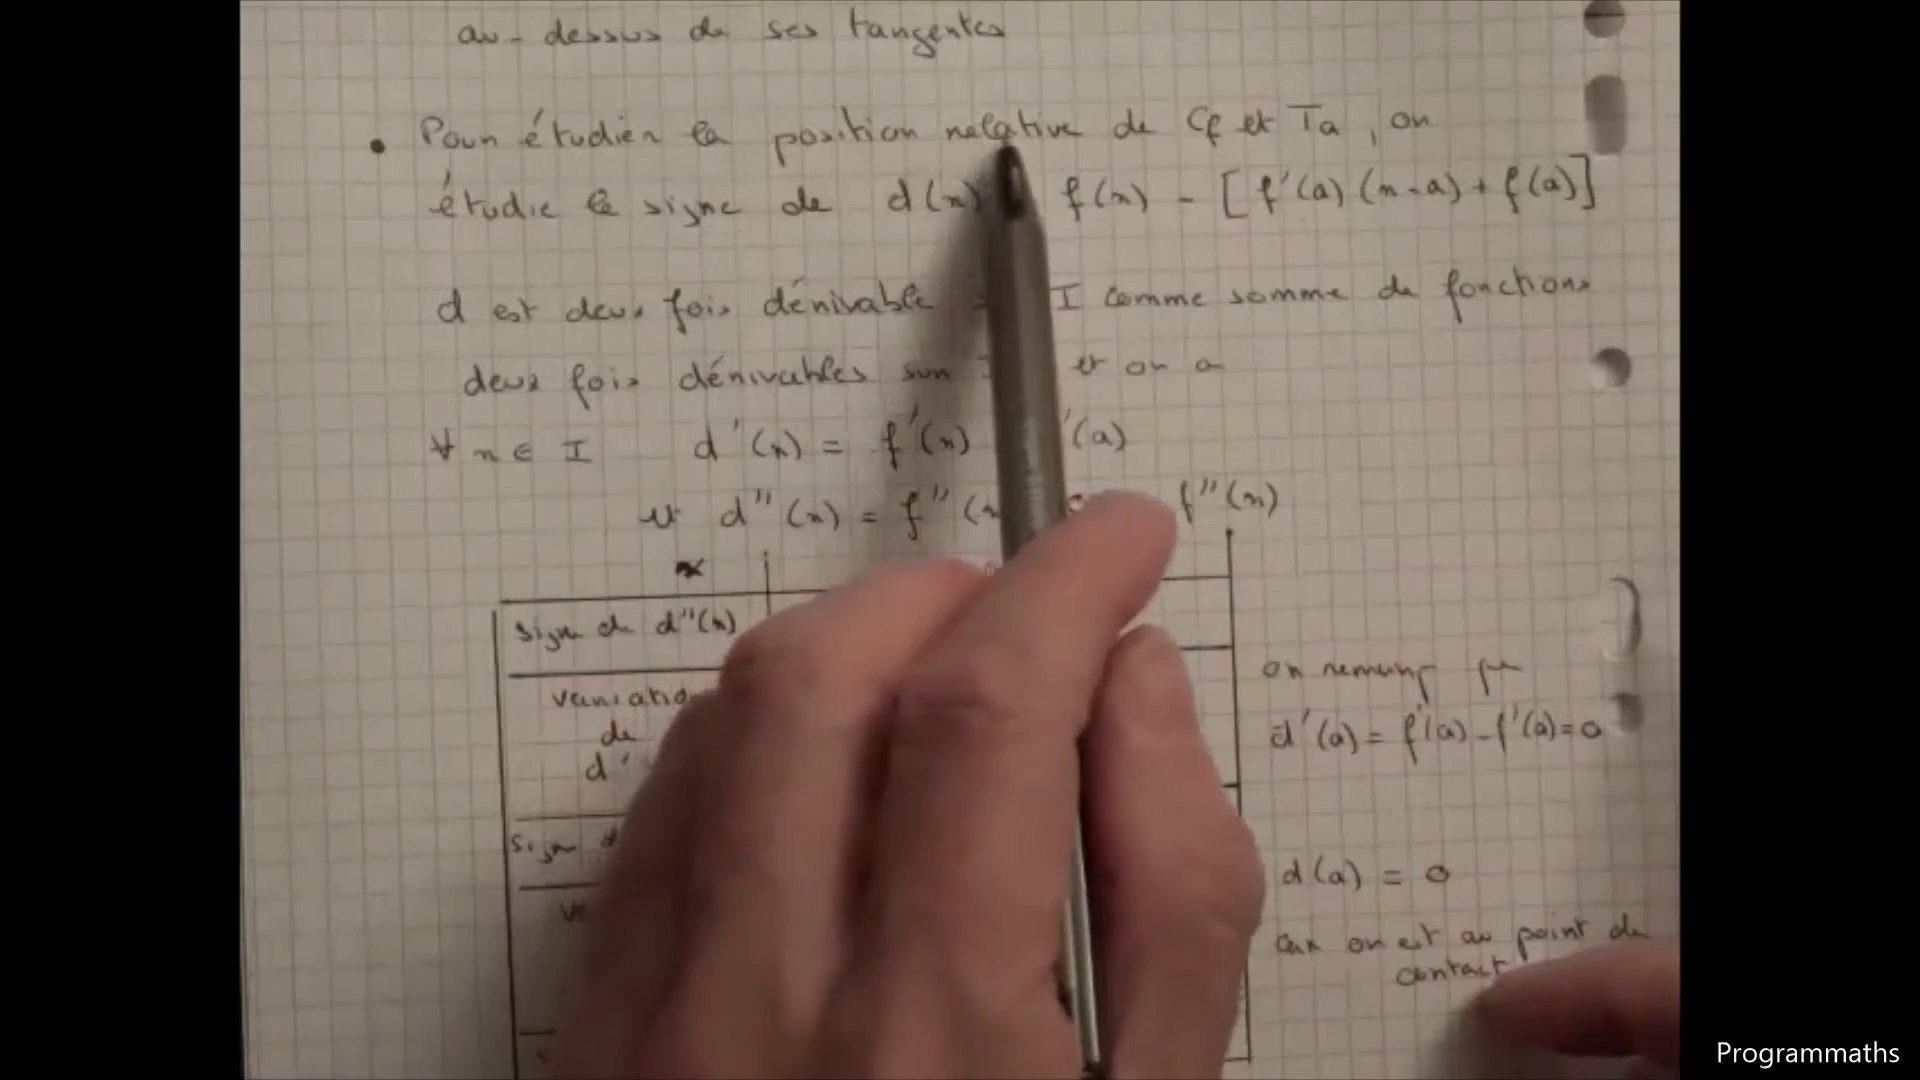 au-dessus de ses tangentes
• Pour étudier la position relative de Cf et Ta, on
étudie le signe de d(x) f(x) - [f'(a)(x-a)+f(a)]
d est deux fois dérivable I comme somme de fonctions
deux fois dérivables sur et on a
∀ x ∈ I d'(x) = f'(x) '(a)
et d''(x) = f''(x f''(x)
x
signe de d''(x)
variation
de
d'
signe d
on remarque que
d'(a) = f'(a) - f'(a) = 0
d(a) = 0
car on est au point de
contact
Programmaths